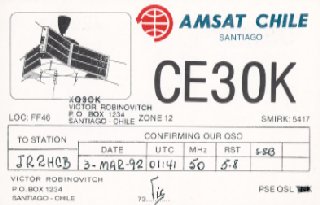 AMSAT CHILE
SANTIAGO
CE3OK
XQ3OK
VICTOR ROBINOVITCH
P.O. BOX 1234
SANTIAGO - CHILE
LOC: FF46
ZONE 12
SMIRK: 5417
TO STATION
CONFIRMING OUR QSO
DATE UTC MHz RST SSB
JR2HCB 3-MAR-92 01:41 50 5-8
VICTOR ROBINOVITCH
P.O. BOX 1234
SANTIAGO - CHILE
73
PSE QSL